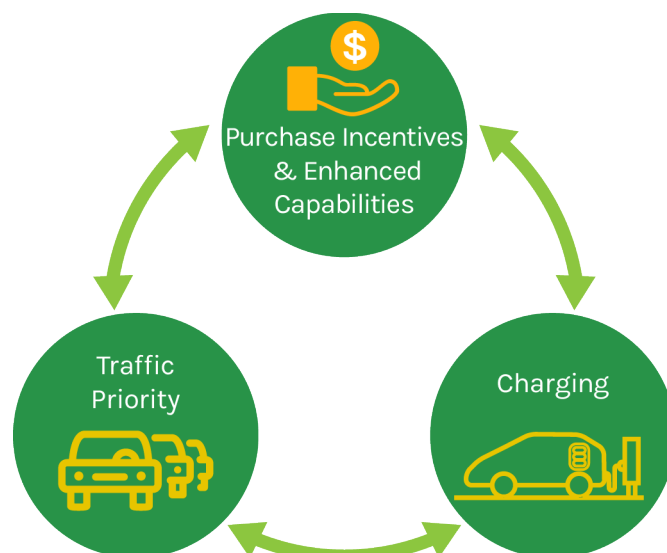 $
Purchase Incentives
& Enhanced
Capabilities
Traffic
Priority
Charging